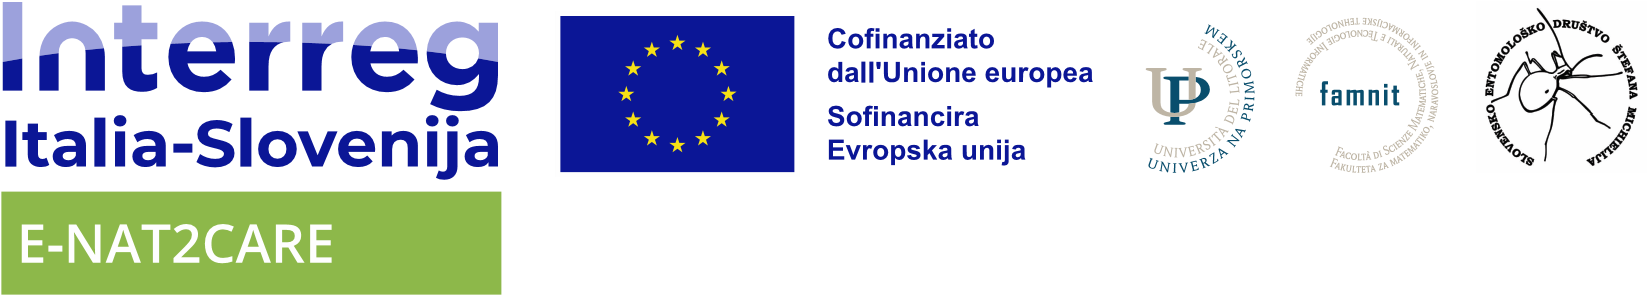 Interreg
Italia-Slovenija
E-NAT2CARE
Cofinanziato
dall'Unione europea
Sofinancira
Evropska unija
UP
UNIVERSITÀ DEL LITORALE
UNIVERZA NA PRIMORSKEM
famnit
Facoltà di Scienze Matematiche, Naturali e Tecnologie Informatiche
Fakulteta za matematiko, naravoslovje in informacijske tehnologije
SLOVENSKO ENTOMOLOŠKO DRUŠTVO ŠTEFANA MICHIELIJA